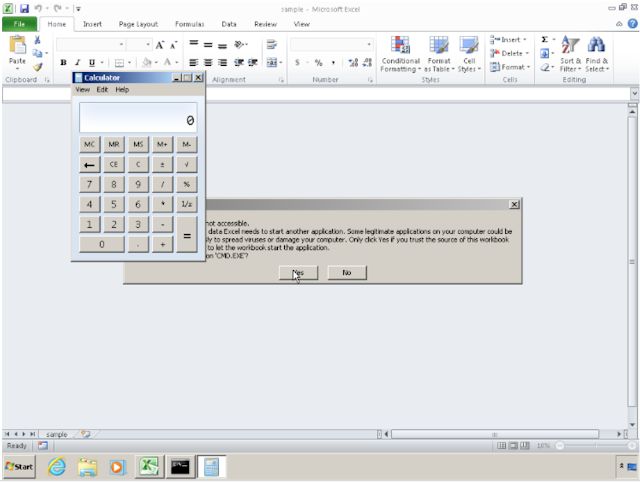 sample - Microsoft Excel
File Home Insert Page Layout Formulas Data Review View
Paste
B I U
Conditional Formatting
Format as Table
Cell Styles
Insert
Delete
Format
Sort & Filter
Find & Select
Clipboard
Alignment
Number
Styles
Cells
Editing
Calculator
View Edit Help
0
MC MR MS M+ M-
← CE C ± √
7 8 9 / %
4 5 6 * 1/x
1 2 3 - =
0 . +
not accessible.
data Excel needs to start another application. Some legitimate applications on your computer could be
ly to spread viruses or damage your computer. Only click Yes if you trust the source of this workbook
to let the workbook start the application.
on 'CMD.EXE'?
Yes No
sample
Ready
10%
Start